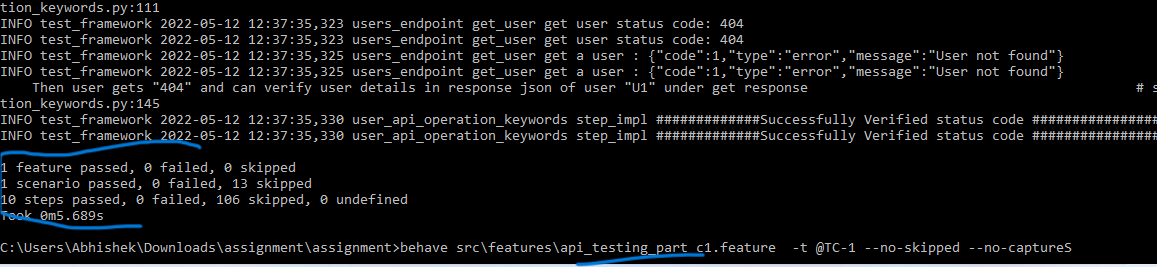 tion_keywords.py:111
INFO test_framework 2022-05-12 12:37:35,323 users_endpoint get_user get user status code: 404
INFO test_framework 2022-05-12 12:37:35,323 users_endpoint get_user get user status code: 404
INFO test_framework 2022-05-12 12:37:35,325 users_endpoint get_user get a user : {"code":1,"type":"error","message":"User not found"}
INFO test_framework 2022-05-12 12:37:35,325 users_endpoint get_user get a user : {"code":1,"type":"error","message":"User not found"}
    Then user gets "404" and can verify user details in response json of user "U1" under get response # s
tion_keywords.py:145
INFO test_framework 2022-05-12 12:37:35,330 user_api_operation_keywords step_impl #############Successfully Verified status code ################
INFO test_framework 2022-05-12 12:37:35,330 user_api_operation_keywords step_impl #############Successfully Verified status code ################
1 feature passed, 0 failed, 0 skipped
1 scenario passed, 0 failed, 13 skipped
10 steps passed, 0 failed, 106 skipped, 0 undefined
Took 0m5.689s
C:\Users\Abhishek\Downloads\assignment\assignment>behave src\features\api_testing_part_c1.feature  -t @TC-1 --no-skipped --no-captureS